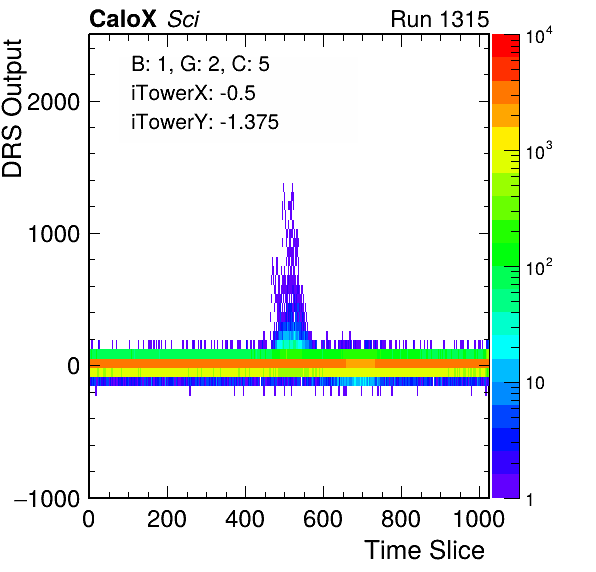 CaloX Sci Run 1315
B: 1, G: 2, C: 5
iTowerX: -0.5
iTowerY: -1.375
DRS Output
2000
1000
0
−1000
0 200 400 600 800 1000
Time Slice
10^4
10^3
10^2
10
1